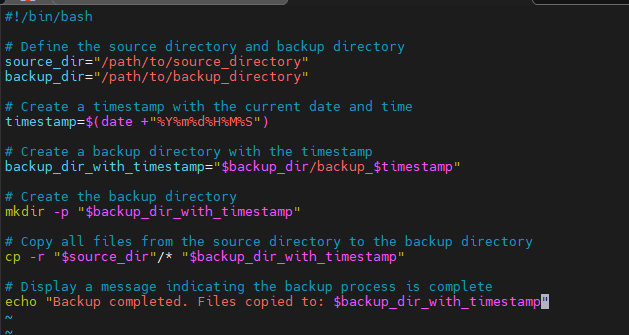 #!/bin/bash
# Define the source directory and backup directory
source_dir="/path/to/source_directory"
backup_dir="/path/to/backup_directory"
# Create a timestamp with the current date and time
timestamp=$(date +"%Y%m%d%H%M%S")
# Create a backup directory with the timestamp
backup_dir_with_timestamp="$backup_dir/backup_$timestamp"
# Create the backup directory
mkdir -p "$backup_dir_with_timestamp"
# Copy all files from the source directory to the backup directory
cp -r "$source_dir"/* "$backup_dir_with_timestamp"
# Display a message indicating the backup process is complete
echo "Backup completed. Files copied to: $backup_dir_with_timestamp"
~
~